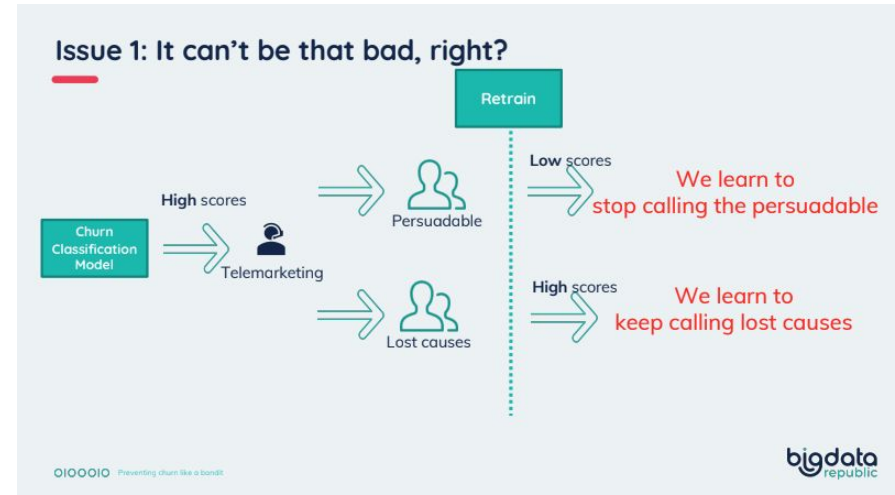 Issue 1: It can't be that bad, right?
Retrain
High scores
Churn
Classification
Model
Telemarketing
Persuadable
Low scores
We learn to
stop calling the persuadable
Lost causes
High scores
We learn to
keep calling lost causes
OIOOOIO Preventing churn like a bandit
bigdata
republic